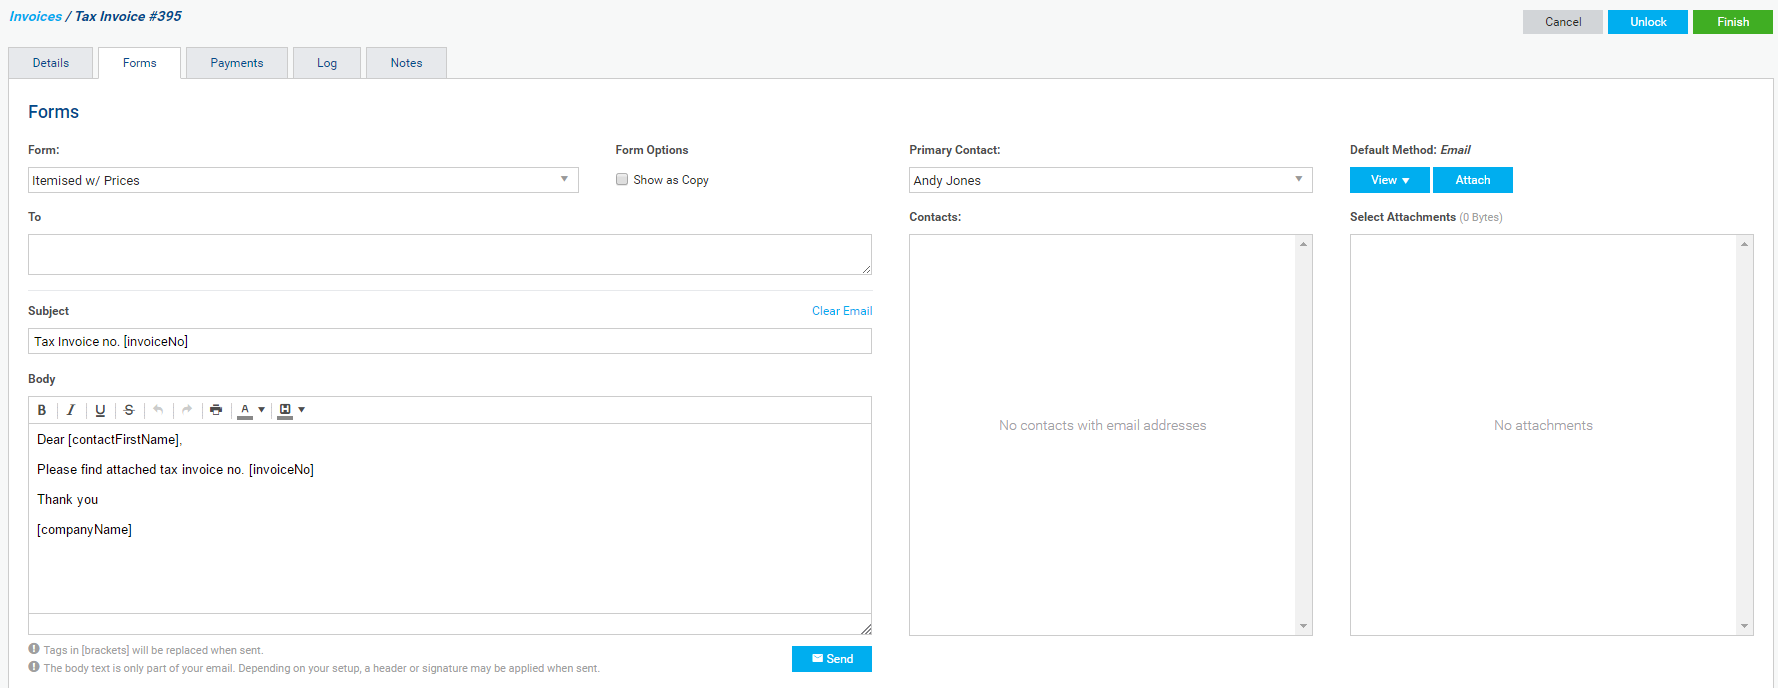 Invoices / Tax Invoice #395
Cancel
Unlock
Finish
Details
Forms
Payments
Log
Notes
Forms
Form:
Form Options
Primary Contact:
Default Method: Email
Itemised w/ Prices
Show as Copy
Andy Jones
View
Attach
To
Contacts:
Select Attachments (0 Bytes)
Subject
Clear Email
Tax Invoice no. [invoiceNo]
Body
B I U S A H
Dear [contactFirstName],
Please find attached tax invoice no. [invoiceNo]
Thank you
[companyName]
No contacts with email addresses
No attachments
Tags in [brackets] will be replaced when sent.
The body text is only part of your email. Depending on your setup, a header or signature may be applied when sent.
Send